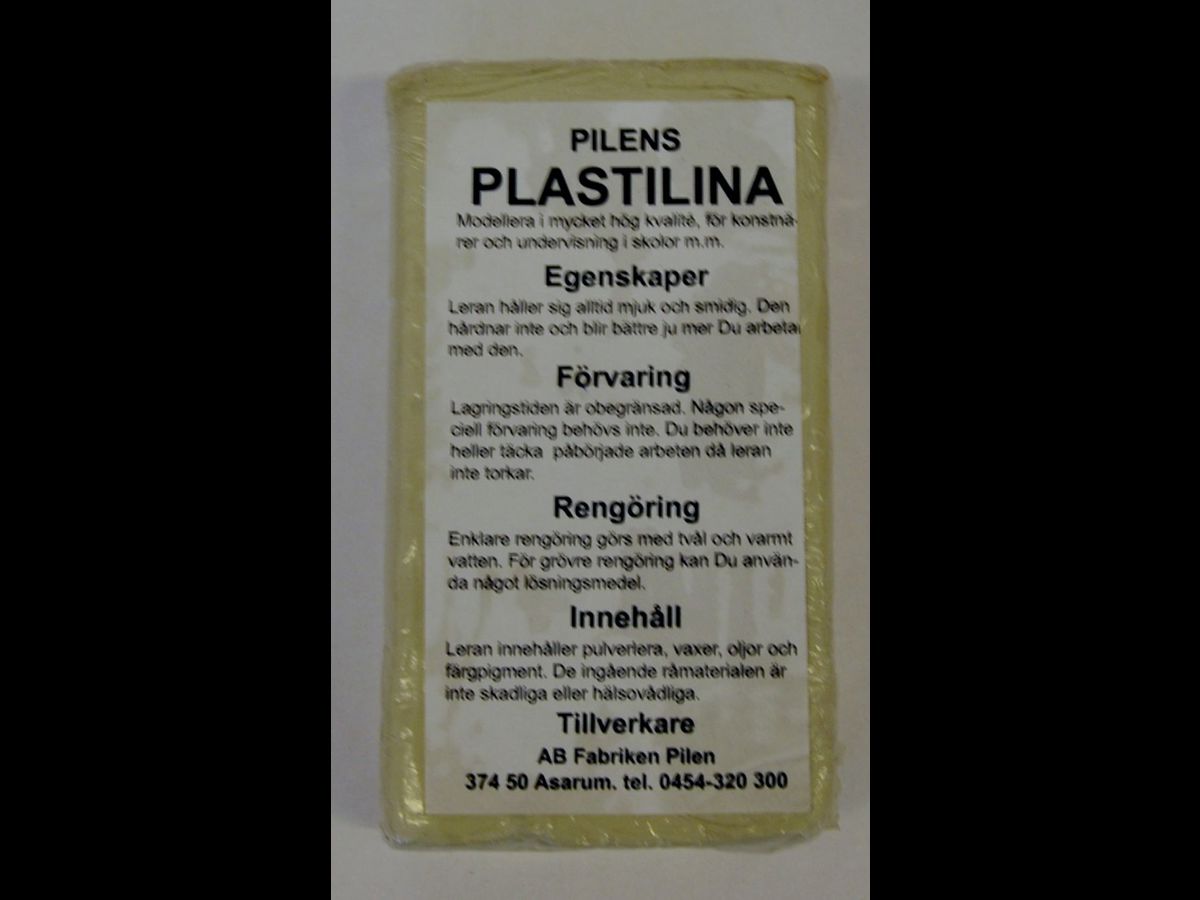 PILENS
PLASTILINA
Modellera i mycket hög kvalité, för konstnä-
rer och undervisning i skolor m.m.
Egenskaper
Leran håller sig alltid mjuk och smidig. Den
hårdnar inte och blir bättre ju mer Du arbetar
med den.
Förvaring
Lagringstiden är obegränsad. Någon spe-
ciell förvaring behövs inte. Du behöver inte
heller täcka påbörjade arbeten då leran
inte torkar.
Rengöring
Enklare rengöring görs med tvål och varmt
vatten. För grövre rengöring kan Du använ-
da något lösningsmedel.
Innehåll
Leran innehåller pulverlera, vaxer, oljor och
färgpigment. De ingående råmaterialen är
inte skadliga eller hälsovådliga.
Tillverkare
AB Fabriken Pilen
374 50 Asarum. tel. 0454-320 300